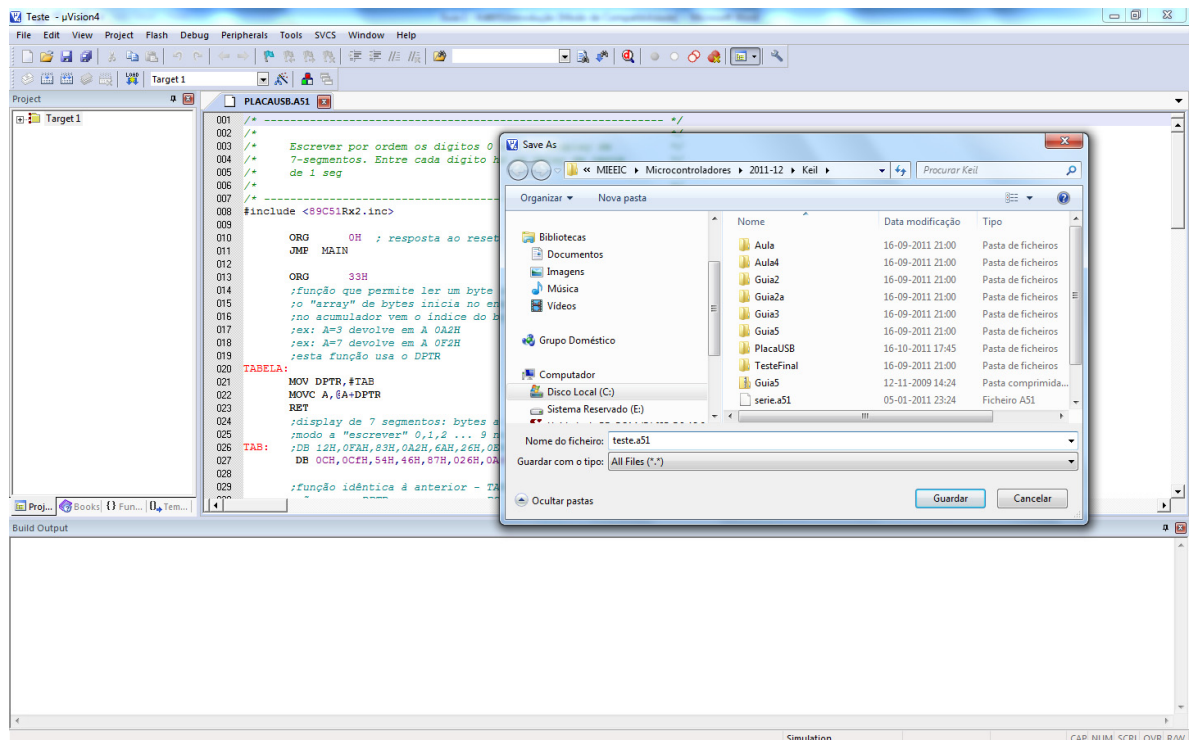 Teste - µVision4
File Edit View Project Flash Debug Peripherals Tools SVCS Window Help
LOAD Target 1
Project
Target 1
Proj... Books {} Fun... Tem...
PLACAUSB.A51
001 /* ---------------------------------------------------------- */
002 /*
003 /* Escrever por ordem os digitos 0
004 /* 7-segmentos. Entre cada digito h
005 /* de 1 seg
006 /*
007 /* ----------------------------------
008 #include <89C51Rx2.inc>
009
010 ORG 0H ; resposta ao reset
011 JMP MAIN
012
013 ORG 33H
014 ;função que permite ler um byte
015 ;o "array" de bytes inicia no en
016 ;no acumulador vem o índice do b
017 ;ex: A=3 devolve em A 0A2H
018 ;ex: A=7 devolve em A 0F2H
019 ;esta função usa o DPTR
020 TABELA:
021 MOV DPTR,#TAB
022 MOVC A,@A+DPTR
023 RET
024 ;display de 7 segmentos: bytes a
025 ;modo a "escrever" 0,1,2 ... 9 n
026 TAB: ;DB 12H,0FAH,83H,0A2H,6AH,26H,0E
027 DB 0CH,0CfH,54H,46H,87H,026H,0A
028
029 ;função idêntica á anterior - TA
Save As
« MIEEIC Microcontroladores 2011-12 Keil
Procurar Keil
Organizar Nova pasta
Bibliotecas
Documentos
Imagens
Música
Vídeos
Grupo Doméstico
Computador
Disco Local (C:)
Sistema Reservado (E:)
Nome Data modificação Tipo
Aula 16-09-2011 21:00 Pasta de ficheiros
Aula4 16-09-2011 21:00 Pasta de ficheiros
Guia2 16-09-2011 21:00 Pasta de ficheiros
Guia2a 16-09-2011 21:00 Pasta de ficheiros
Guia3 16-09-2011 21:00 Pasta de ficheiros
Guia5 16-09-2011 21:00 Pasta de ficheiros
PlacaUSB 16-10-2011 17:45 Pasta de ficheiros
TesteFinal 16-09-2011 21:00 Pasta de ficheiros
Guia5 12-11-2009 14:24 Pasta comprimida...
serie.a51 05-01-2011 23:24 Ficheiro A51
Nome do ficheiro: teste.a51
Guardar com o tipo: All Files (*.*)
Ocultar pastas
Guardar Cancelar
Build Output
Simulation
CAP NUM SCRL OVR R/W